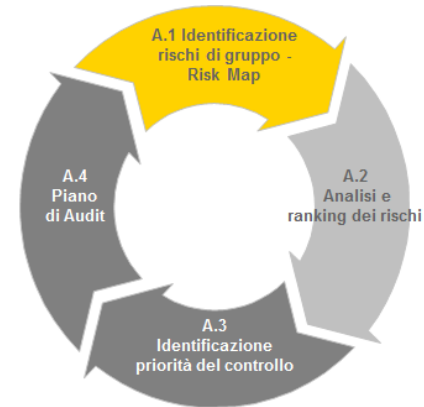 A.1 Identificazione
rischi di gruppo -
Risk Map
A.2
Analisi e
ranking dei rischi
A.3
Identificazione
priorità del controllo
A.4
Piano
di Audit